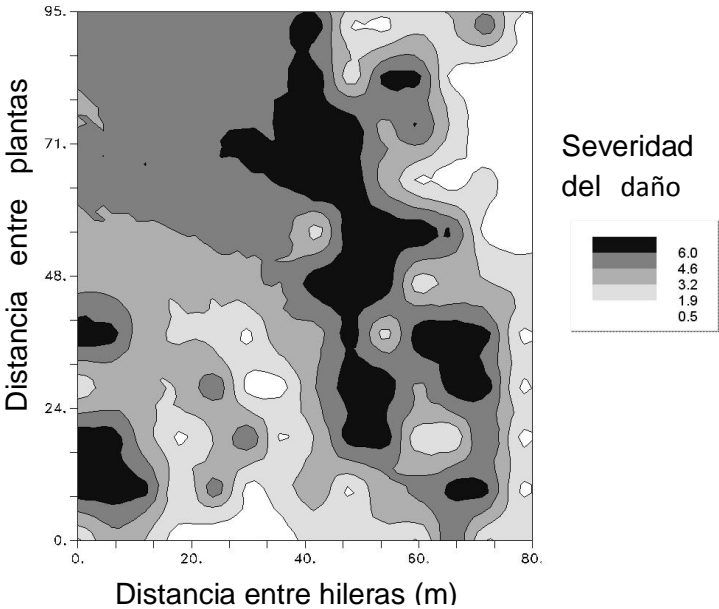 95.
71.
48.
24.
0.
0. 20. 40. 60. 80.
Distancia entre plantas
Distancia entre hileras (m)
Severidad
del daño
6.0
4.6
3.2
1.9
0.5